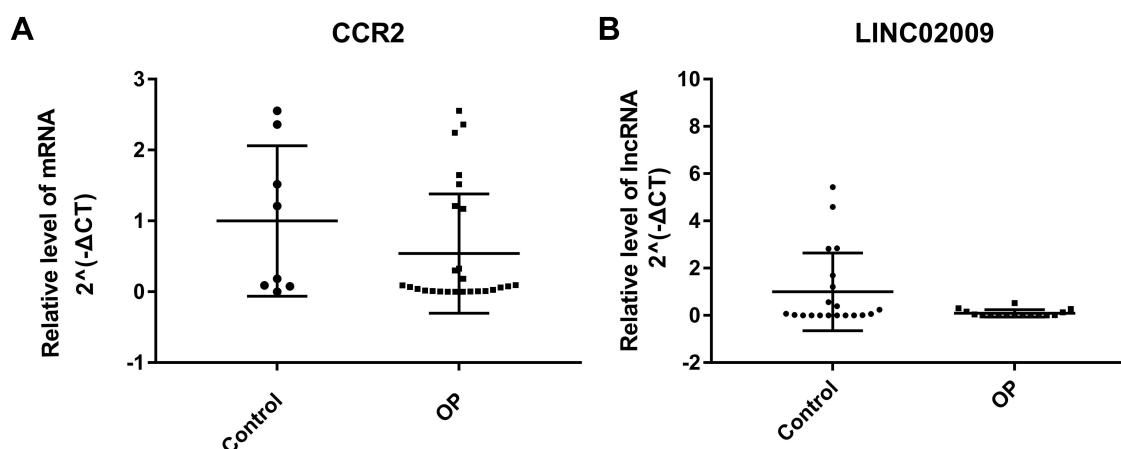 A
CCR2
Relative level of mRNA
2^(-ΔCT)
3
2
1
0
-1
Control
OP
B
LINC02009
Relative level of lncRNA
2^(-ΔCT)
10
8
6
4
2
0
-2
Control
OP